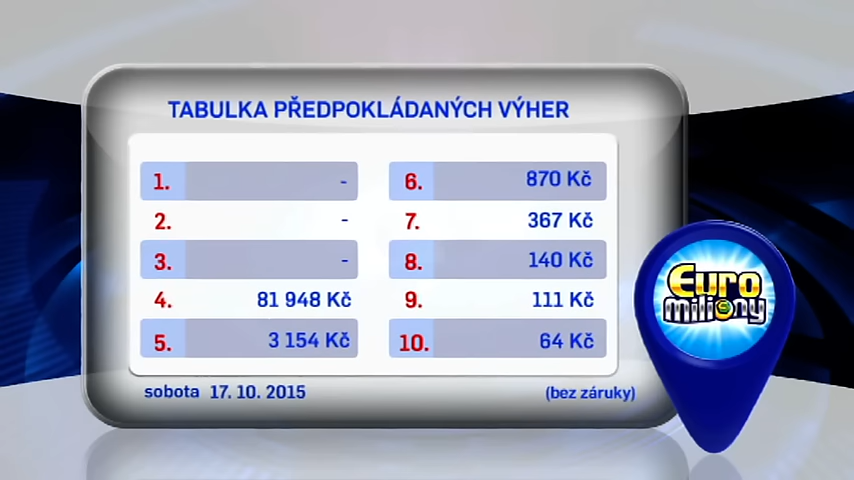 TABULKA PŘEDPOKLÁDANÝCH VÝHER
1. -
2. -
3. -
4. 81 948 Kč
5. 3 154 Kč
6. 870 Kč
7. 367 Kč
8. 140 Kč
9. 111 Kč
10. 64 Kč
sobota 17. 10. 2015
(bez záruky)
Euro
miliony